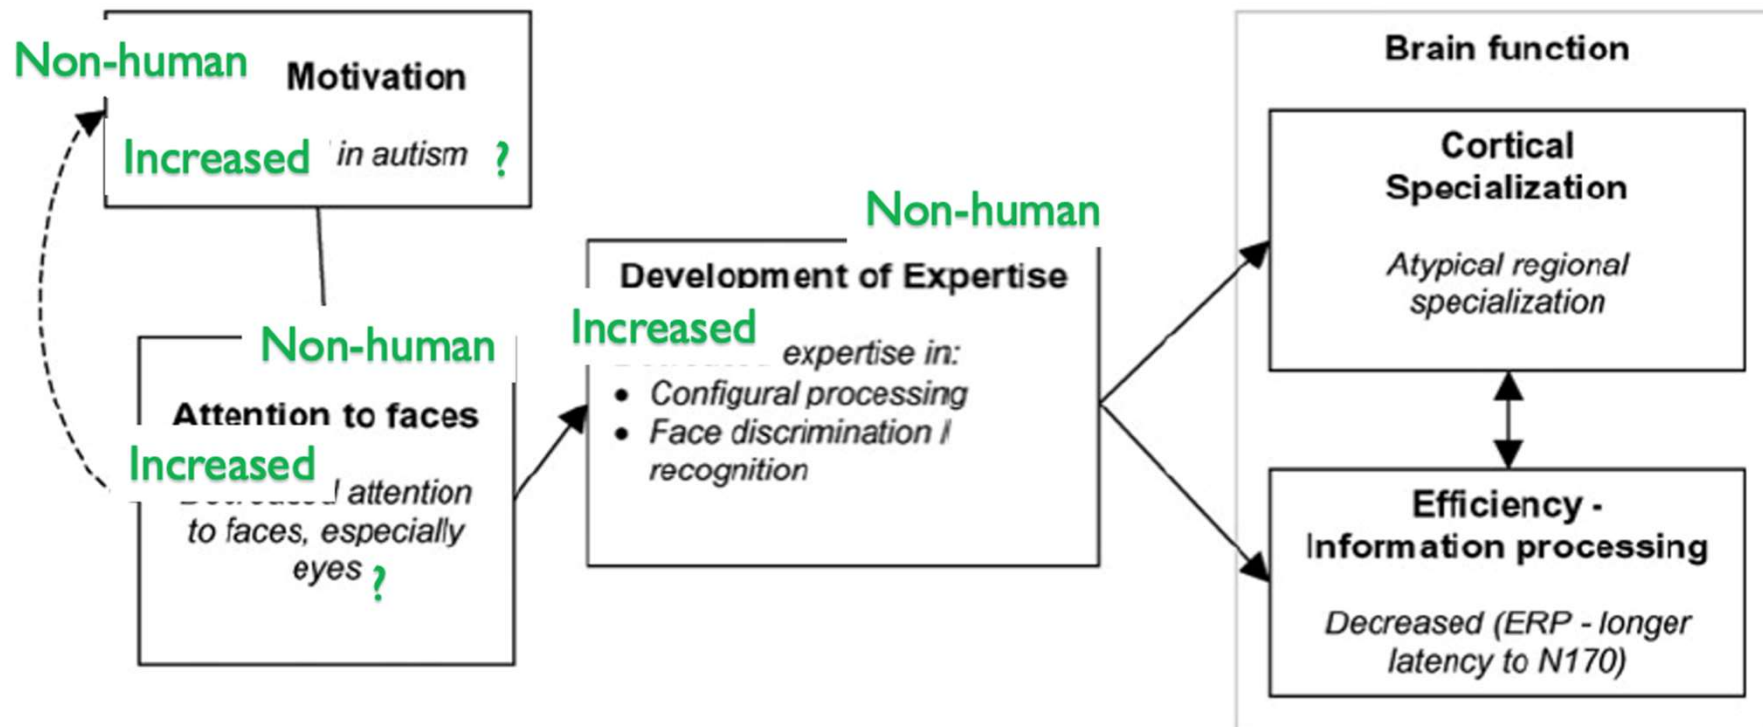 Non-human
Motivation
Increased in autism ?
Non-human
Attention to faces
Increased
attention
to faces, especially
eyes ?
Non-human
Development of Expertise
Increased
expertise in:
• Configural processing
• Face discrimination /
recognition
Brain function
Cortical
Specialization
Atypical regional
specialization
Efficiency -
Information processing
Decreased (ERP - longer
latency to N170)